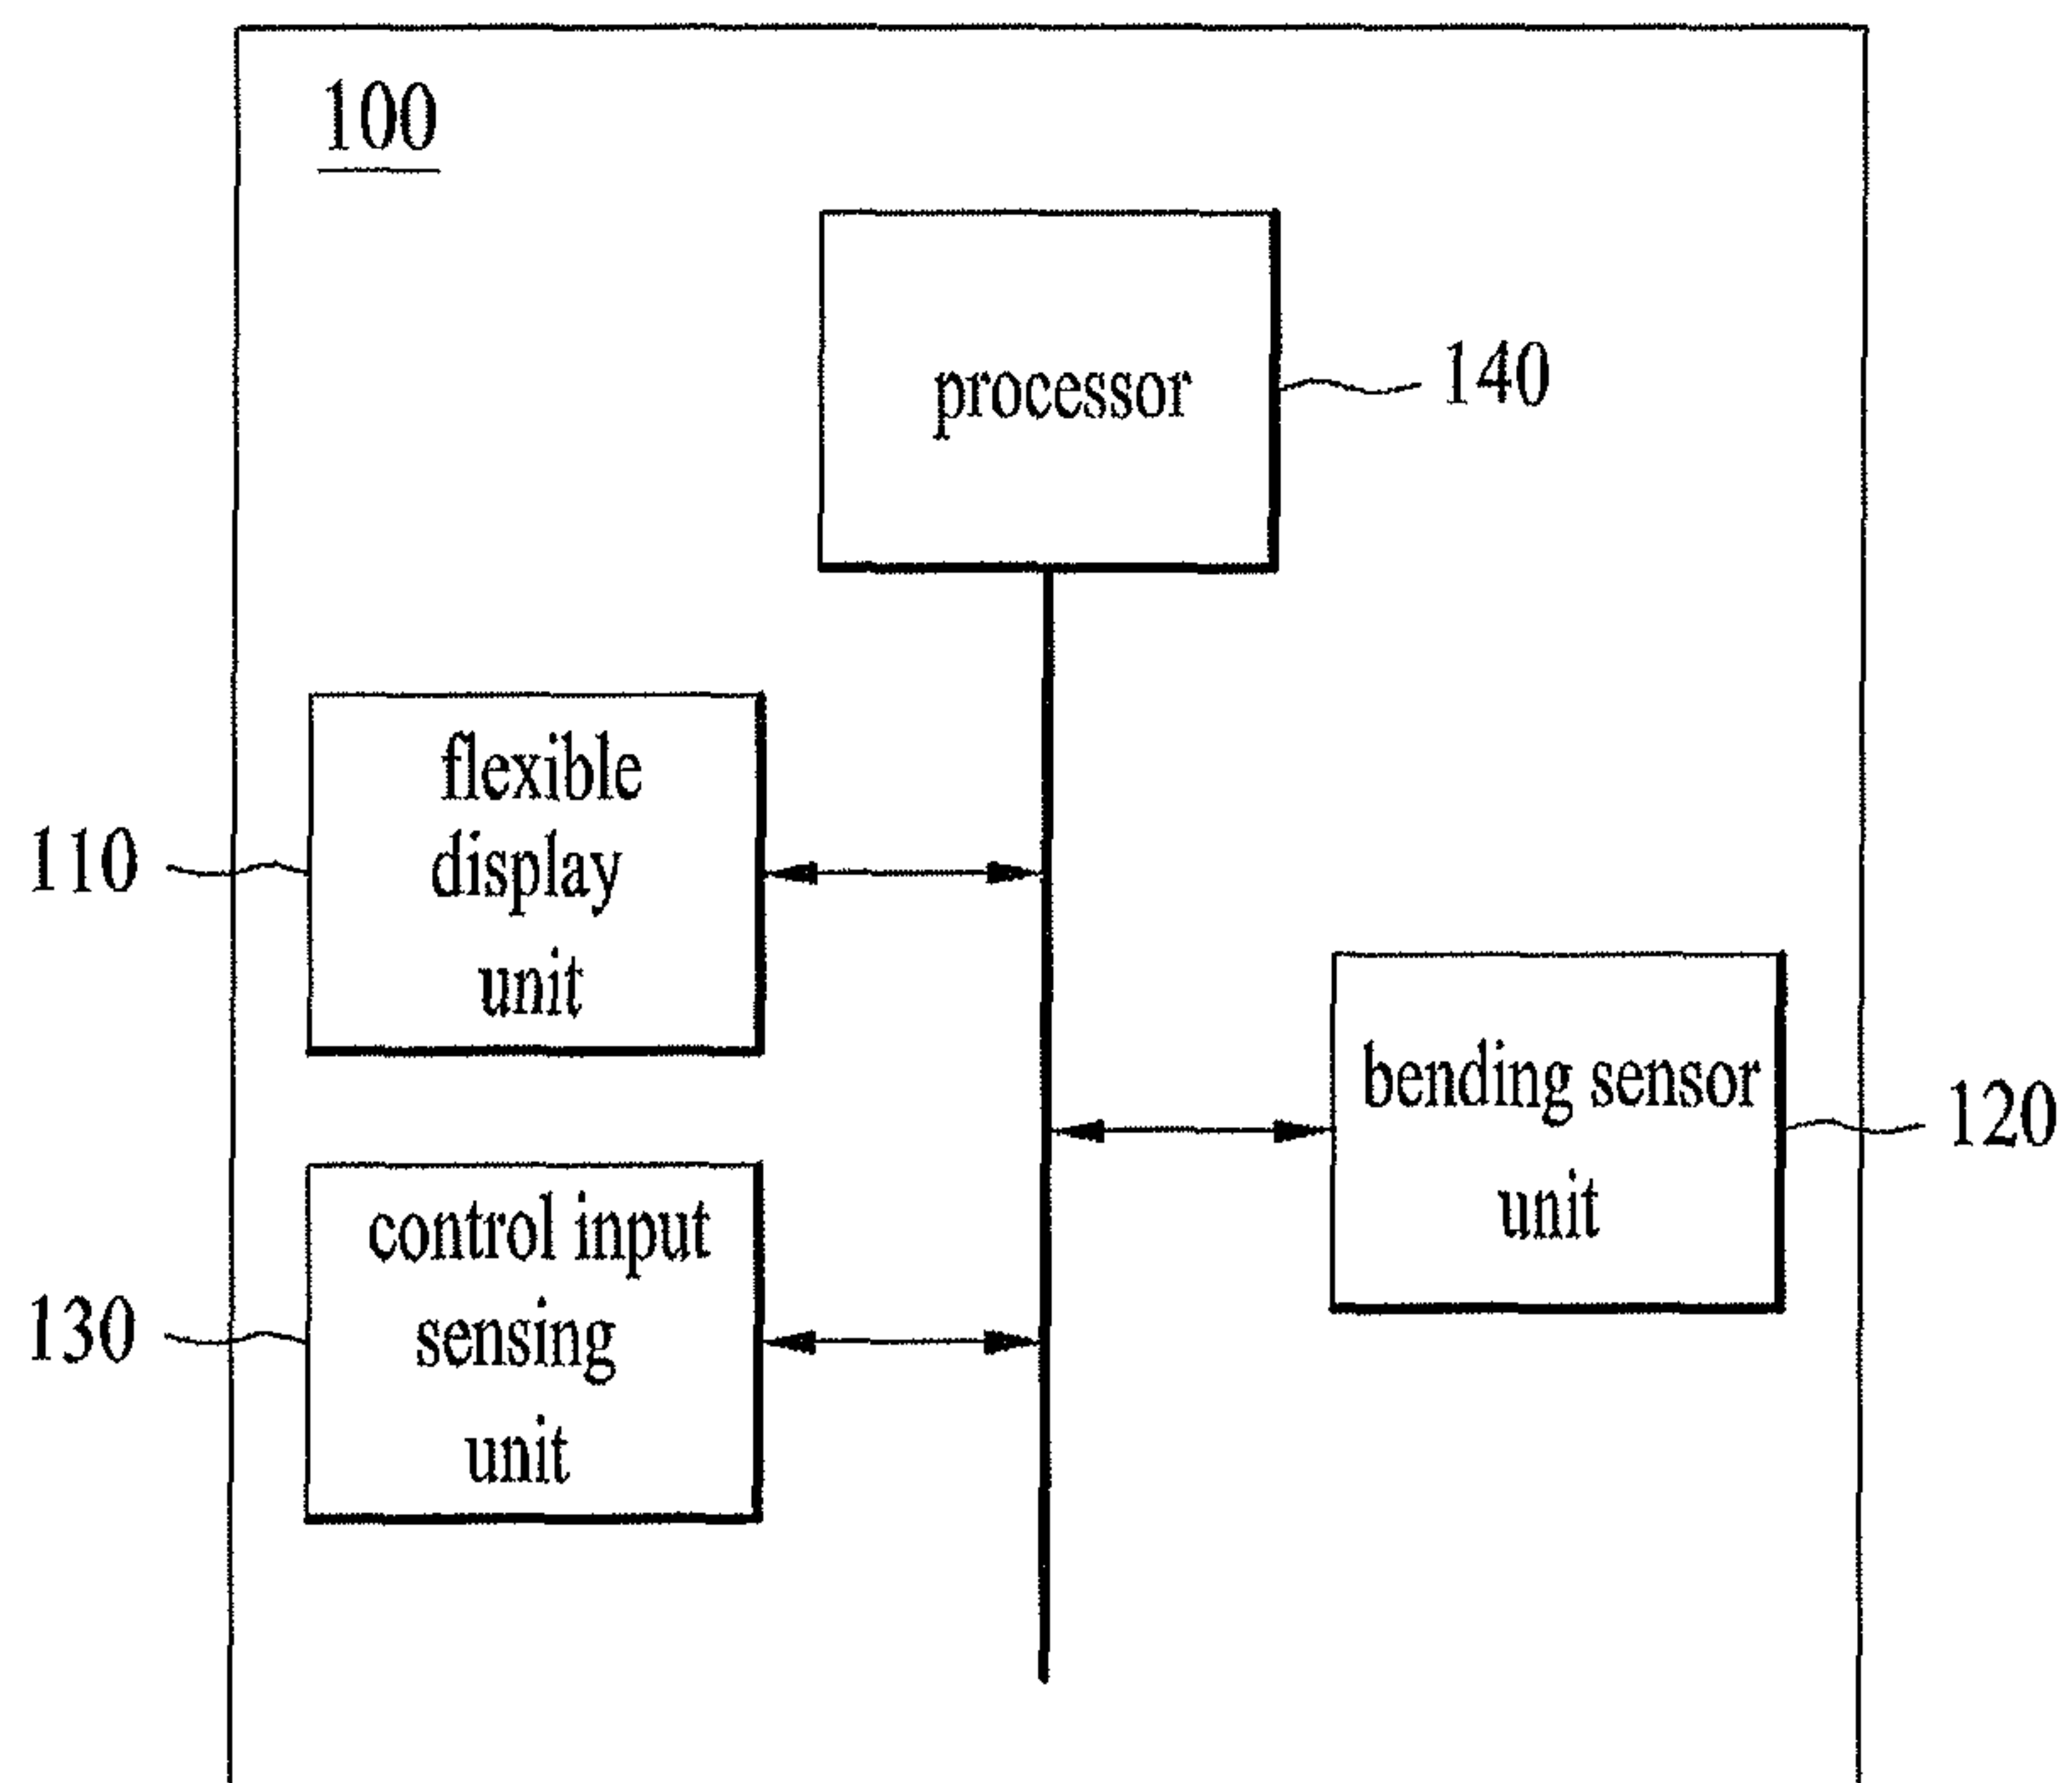 100
processor
140
flexible
display
unit
110
bending sensor
unit
120
control input
sensing
unit
130